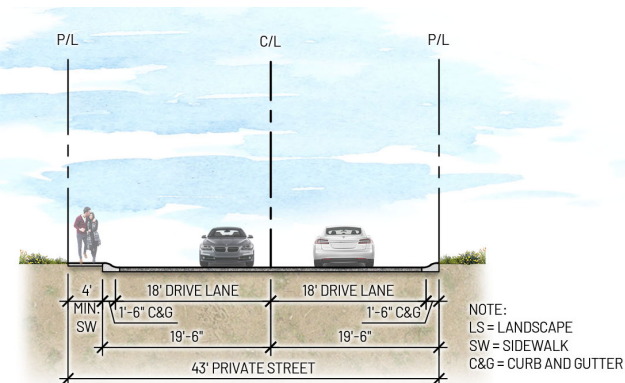 P/L
C/L
P/L
4'
MIN.
SW
18' DRIVE LANE
18' DRIVE LANE
1'-6" C&G
1'-6" C&G
19'-6"
19'-6"
43' PRIVATE STREET
NOTE:
LS = LANDSCAPE
SW = SIDEWALK
C&G = CURB AND GUTTER